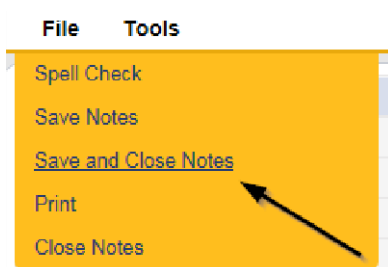 File Tools
Spell Check
Save Notes
Save and Close Notes
Print
Close Notes